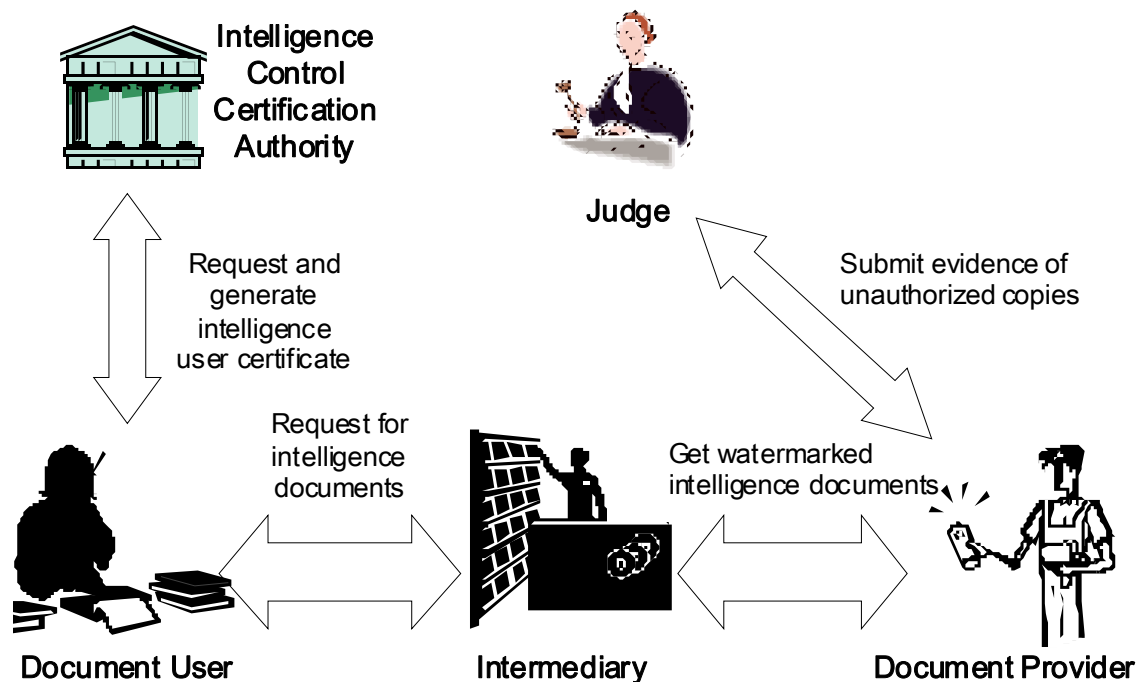 Intelligence
Control
Certification
Authority
Judge
Request and
generate
intelligence
user certificate
Submit evidence of
unauthorized copies
Request for
intelligence
documents
Get watermarked
intelligence documents
Document User
Intermediary
Document Provider